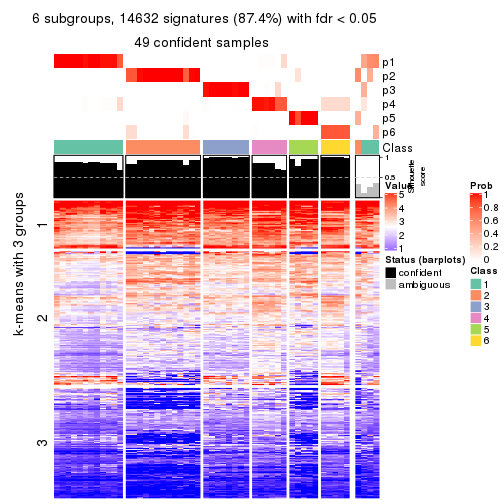 6 subgroups, 14632 signatures (87.4%) with fdr < 0.05
49 confident samples
p1
p2
p3
p4
p5
p6
Class
1
0.5
0
Silhouette
score
k-means with 3 groups
1
2
3
Value
5
4
3
2
1
Status (barplots)
confident
ambiguous
Prob
1
0.8
0.6
0.4
0.2
0
Class
1
2
3
4
5
6